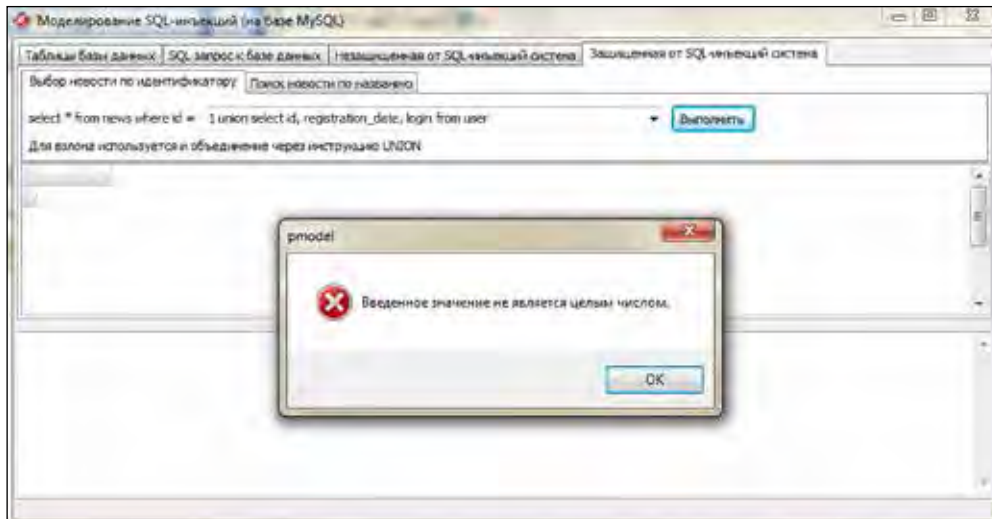 Моделирование SQL-инъекций (на базе MySQL)
Таблицы базы данных SQL запрос к базе данных Незащищенная от SQL-инъекций система Защищенная от SQL-инъекций система
Выбор новости по идентификатору Поиск новости по названию
select * from news where id = 1 union select id, registration_date, login from user Выполнить
Для взлома используется и объединение через инструкцию UNION
pmodel
Введенное значение не является целым числом.
OK